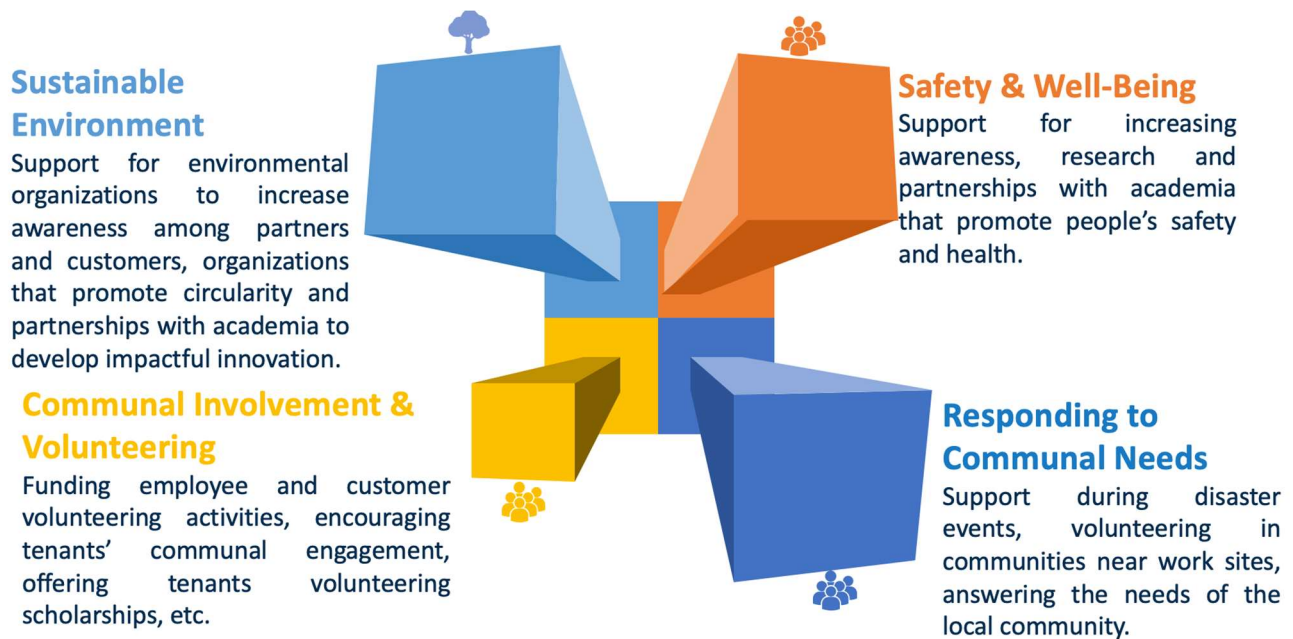 Sustainable
Environment
Support for environmental
organizations to increase
awareness among partners
and customers, organizations
that promote circularity and
partnerships with academia to
develop impactful innovation.
Safety & Well-Being
Support for increasing
awareness, research and
partnerships with academia
that promote people's safety
and health.
Communal Involvement &
Volunteering
Funding employee and customer
volunteering activities, encouraging
tenants' communal engagement,
offering tenants volunteering
scholarships, etc.
Responding to
Communal Needs
Support during disaster
events, volunteering in
communities near work sites,
answering the needs of the
local community.